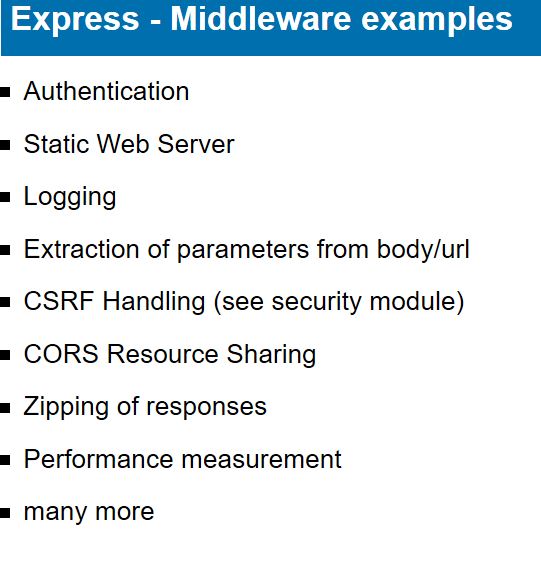 Express - Middleware examples
Authentication
Static Web Server
Logging
Extraction of parameters from body/url
CSRF Handling (see security module)
CORS Resource Sharing
Zipping of responses
Performance measurement
many more